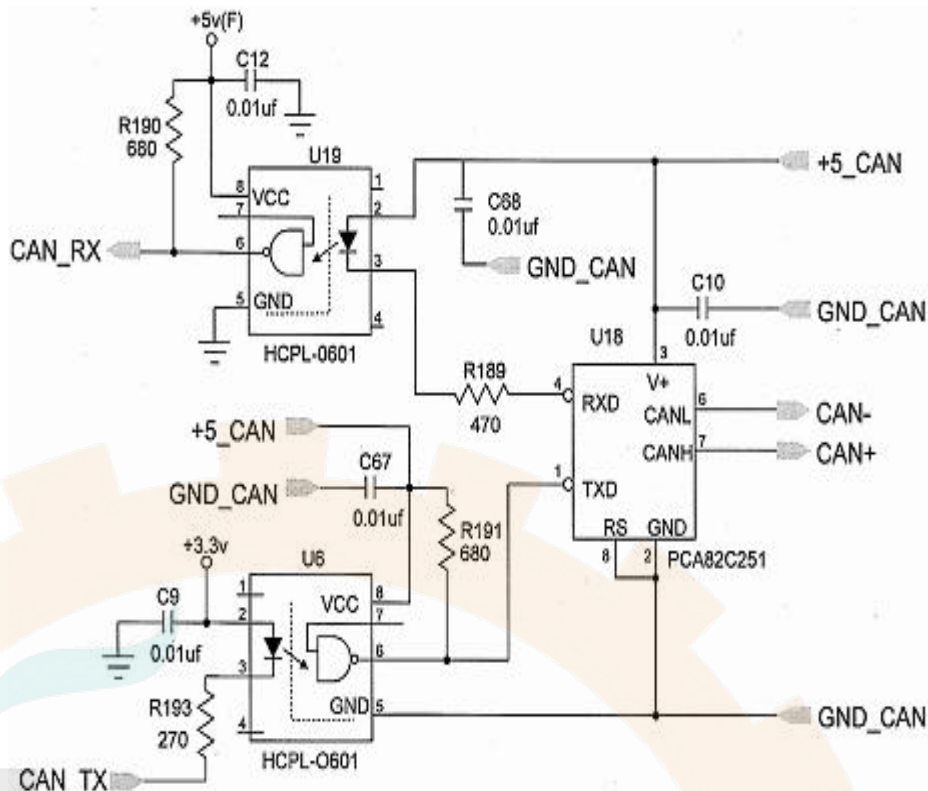 +5v(F)
C12
0.01uf
R190
680
U19
1
8
VCC
2
7
CAN_RX
6
3
5
GND
4
HCPL-0601
C68
0.01uf
GND_CAN
+5_CAN
C10
0.01uf
GND_CAN
U18
3
V+
R189
470
4
RXD
CANL
6
CAN-
CANH
7
CAN+
1
TXD
RS
GND
8
2
PCA82C251
+5_CAN
C67
GND_CAN
0.01uf
R191
680
+3.3v
U6
C9
0.01uf
1
VCC
8
2
7
3
6
R193
270
GND
5
4
HCPL-O601
GND_CAN
CAN_TX